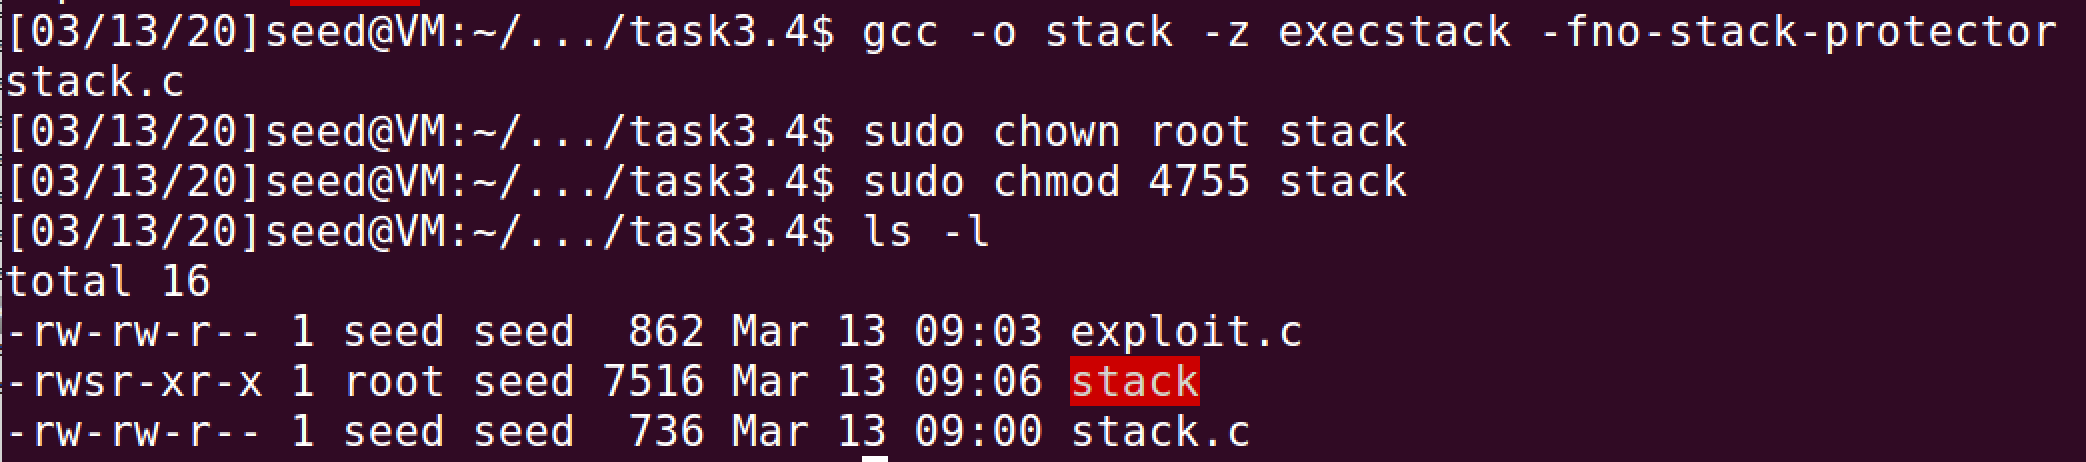 [03/13/20]seed@VM:~/.../task3.4$ gcc -o stack -z execstack -fno-stack-protector
stack.c
[03/13/20]seed@VM:~/.../task3.4$ sudo chown root stack
[03/13/20]seed@VM:~/.../task3.4$ sudo chmod 4755 stack
[03/13/20]seed@VM:~/.../task3.4$ ls -l
total 16
-rw-rw-r-- 1 seed seed  862 Mar 13 09:03 exploit.c
-rwsr-xr-x 1 root seed 7516 Mar 13 09:06 stack
-rw-rw-r-- 1 seed seed  736 Mar 13 09:00 stack.c